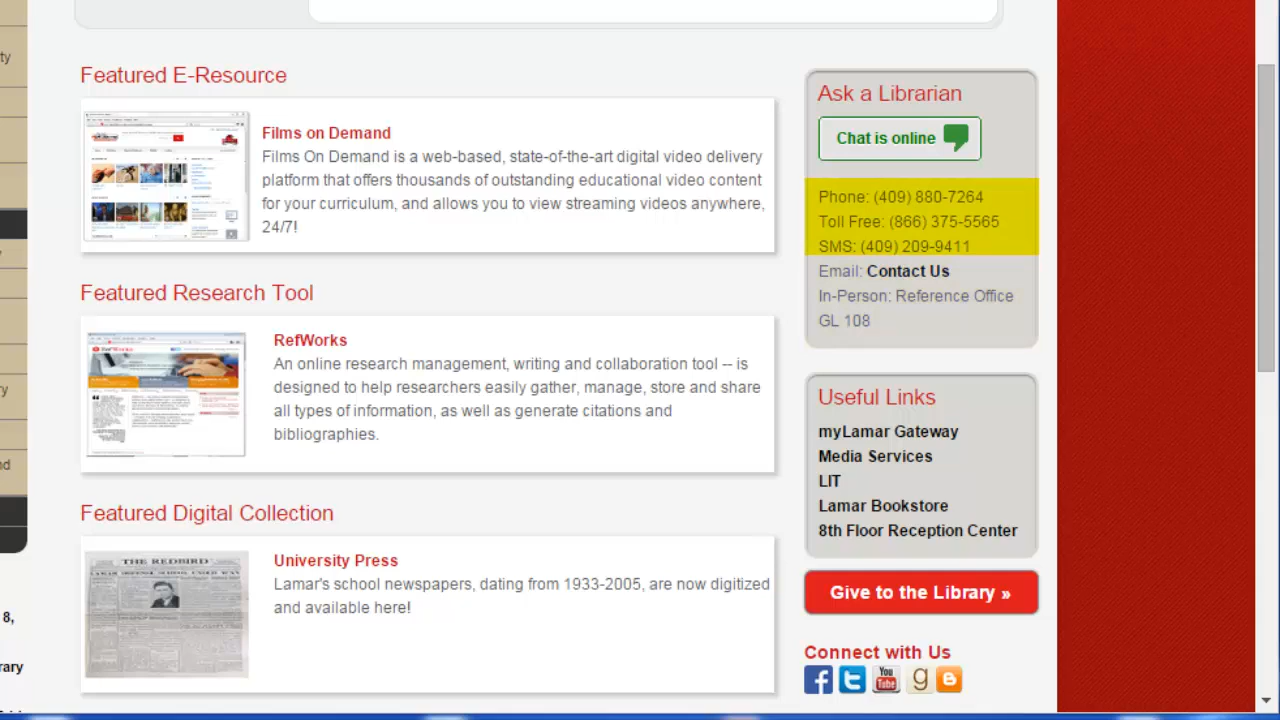 ty
ry
nd
8,
rary
Featured E-Resource
Films on Demand
Films On Demand is a web-based, state-of-the-art digital video delivery
platform that offers thousands of outstanding educational video content
for your curriculum, and allows you to view streaming videos anywhere,
24/7!
Featured Research Tool
RefWorks
An online research management, writing and collaboration tool -- is
designed to help researchers easily gather, manage, store and share
all types of information, as well as generate citations and
bibliographies.
Featured Digital Collection
THE REDBIRD
University Press
Lamar's school newspapers, dating from 1933-2005, are now digitized
and available here!
Ask a Librarian
Chat is online
Phone: (409) 880-7264
Toll Free: (866) 375-5565
SMS: (409) 209-9411
Email: Contact Us
In-Person: Reference Office
GL 108
Useful Links
myLamar Gateway
Media Services
LIT
Lamar Bookstore
8th Floor Reception Center
Give to the Library »
Connect with Us
You
Tube